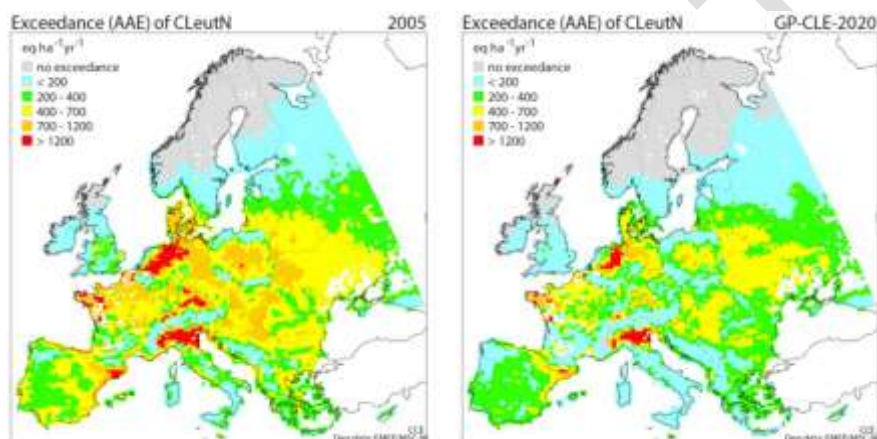 Exceedance (AAE) of CLeutN 2005
eq ha⁻¹yr⁻¹
no exceedance
< 200
200 - 400
400 - 700
700 - 1200
> 1200
CCE
Exceedance (AAE) of CLeutN GP-CLE-2020
eq ha⁻¹yr⁻¹
no exceedance
< 200
200 - 400
400 - 700
700 - 1200
> 1200
CCE